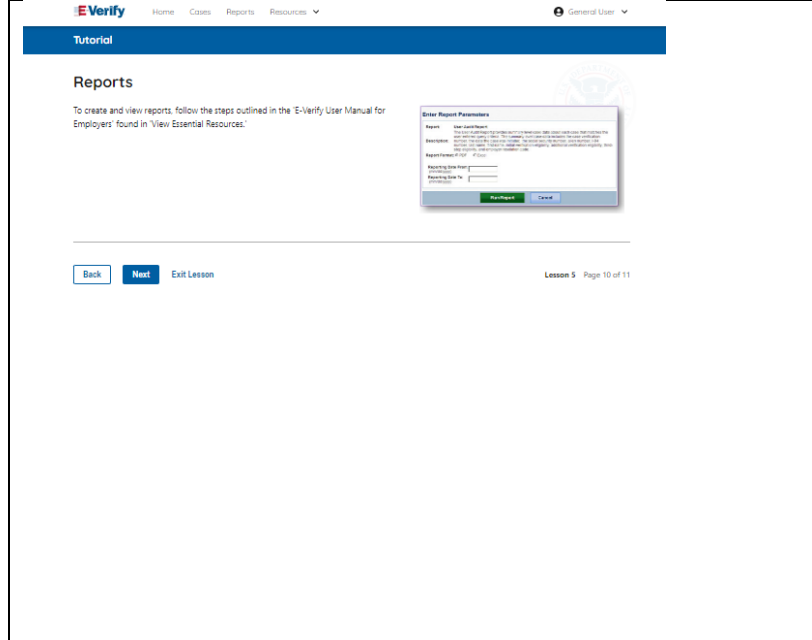 E-Verify Home Cases Reports Resources General User
Tutorial
Reports
To create and view reports, follow the steps outlined in the 'E-Verify User Manual for
Employers' found in 'View Essential Resources.'
Enter Report Parameters
Report: User Audit Report
Description:
Report Format: PDF
Reporting Date From:
Reporting Date To:
Run Report Cancel
Back Next Exit Lesson Lesson 5 Page 10 of 11